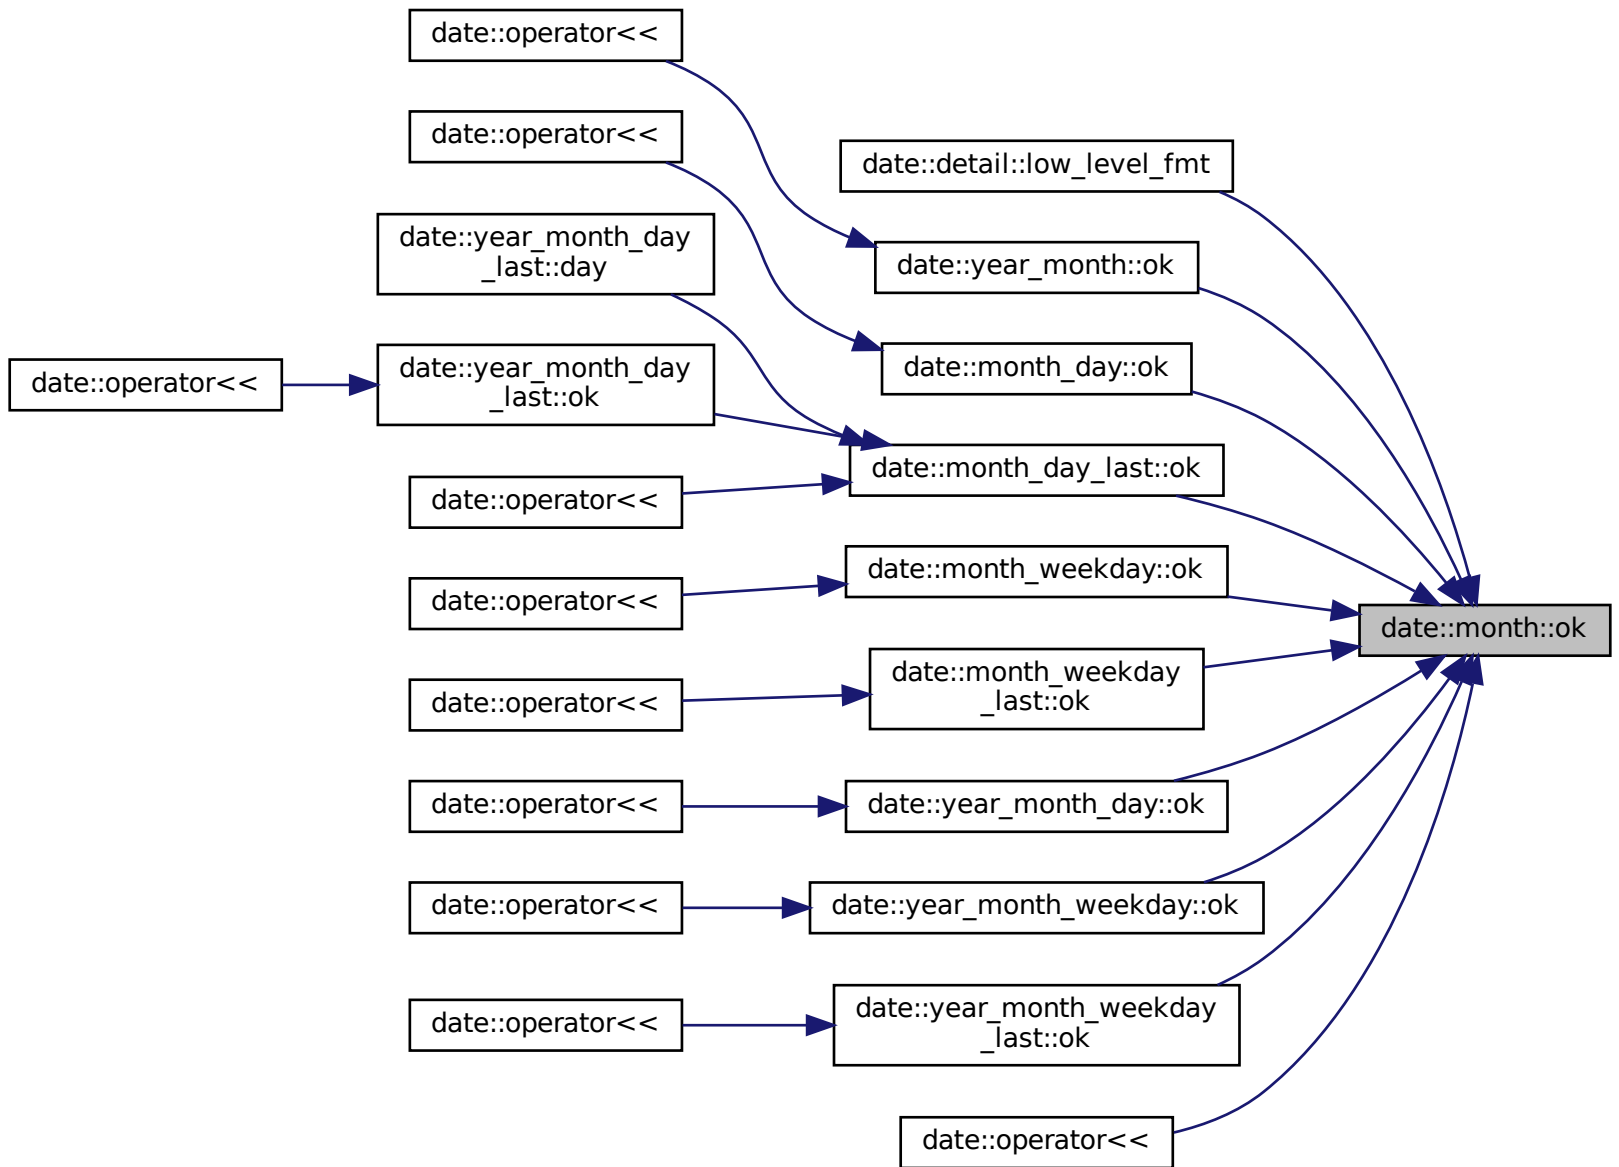 date::operator<<
date::operator<<
date::detail::low_level_fmt
date::year_month_day
_last::day
date::year_month::ok
date::month_day::ok
date::operator<<
date::year_month_day
_last::ok
date::month_day_last::ok
date::operator<<
date::month_weekday::ok
date::operator<<
date::month::ok
date::month_weekday
_last::ok
date::operator<<
date::year_month_day::ok
date::operator<<
date::year_month_weekday::ok
date::operator<<
date::year_month_weekday
_last::ok
date::operator<<
date::operator<<